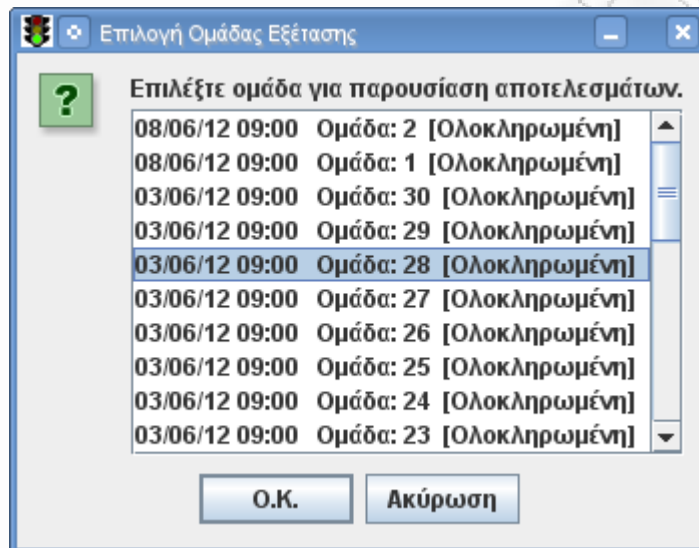 Επιλογή Ομάδας Εξέτασης
?
Επιλέξτε ομάδα για παρουσίαση αποτελεσμάτων.
08/06/12 09:00 Ομάδα: 2 [Ολοκληρωμένη]
08/06/12 09:00 Ομάδα: 1 [Ολοκληρωμένη]
03/06/12 09:00 Ομάδα: 30 [Ολοκληρωμένη]
03/06/12 09:00 Ομάδα: 29 [Ολοκληρωμένη]
03/06/12 09:00 Ομάδα: 28 [Ολοκληρωμένη]
03/06/12 09:00 Ομάδα: 27 [Ολοκληρωμένη]
03/06/12 09:00 Ομάδα: 26 [Ολοκληρωμένη]
03/06/12 09:00 Ομάδα: 25 [Ολοκληρωμένη]
03/06/12 09:00 Ομάδα: 24 [Ολοκληρωμένη]
03/06/12 09:00 Ομάδα: 23 [Ολοκληρωμένη]
Ο.Κ. Ακύρωση